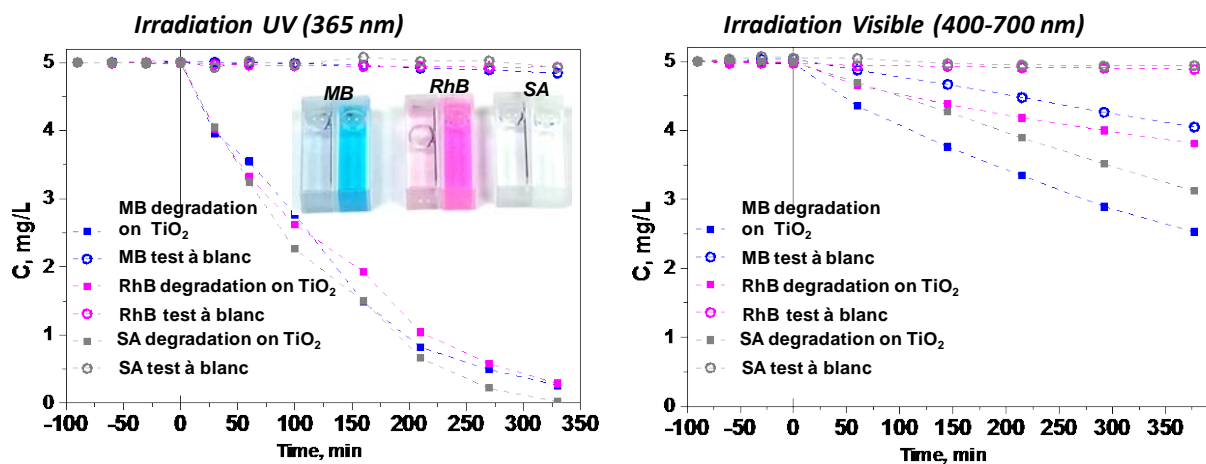 Irradiation UV (365 nm)
5
4
3
2
1
0
C, mg/L
MB
RhB
SA
MB degradation
on TiO₂
MB test à blanc
RhB degradation on TiO₂
RhB test à blanc
SA degradation on TiO₂
SA test à blanc
-100 -50 0 50 100 150 200 250 300 350
Time, min
Irradiation Visible (400-700 nm)
5
4
3
2
1
0
C, mg/L
MB degradation
on TiO₂
MB test à blanc
RhB degradation on TiO₂
RhB test à blanc
SA degradation on TiO₂
SA test à blanc
-100 -50 0 50 100 150 200 250 300 350
Time, min